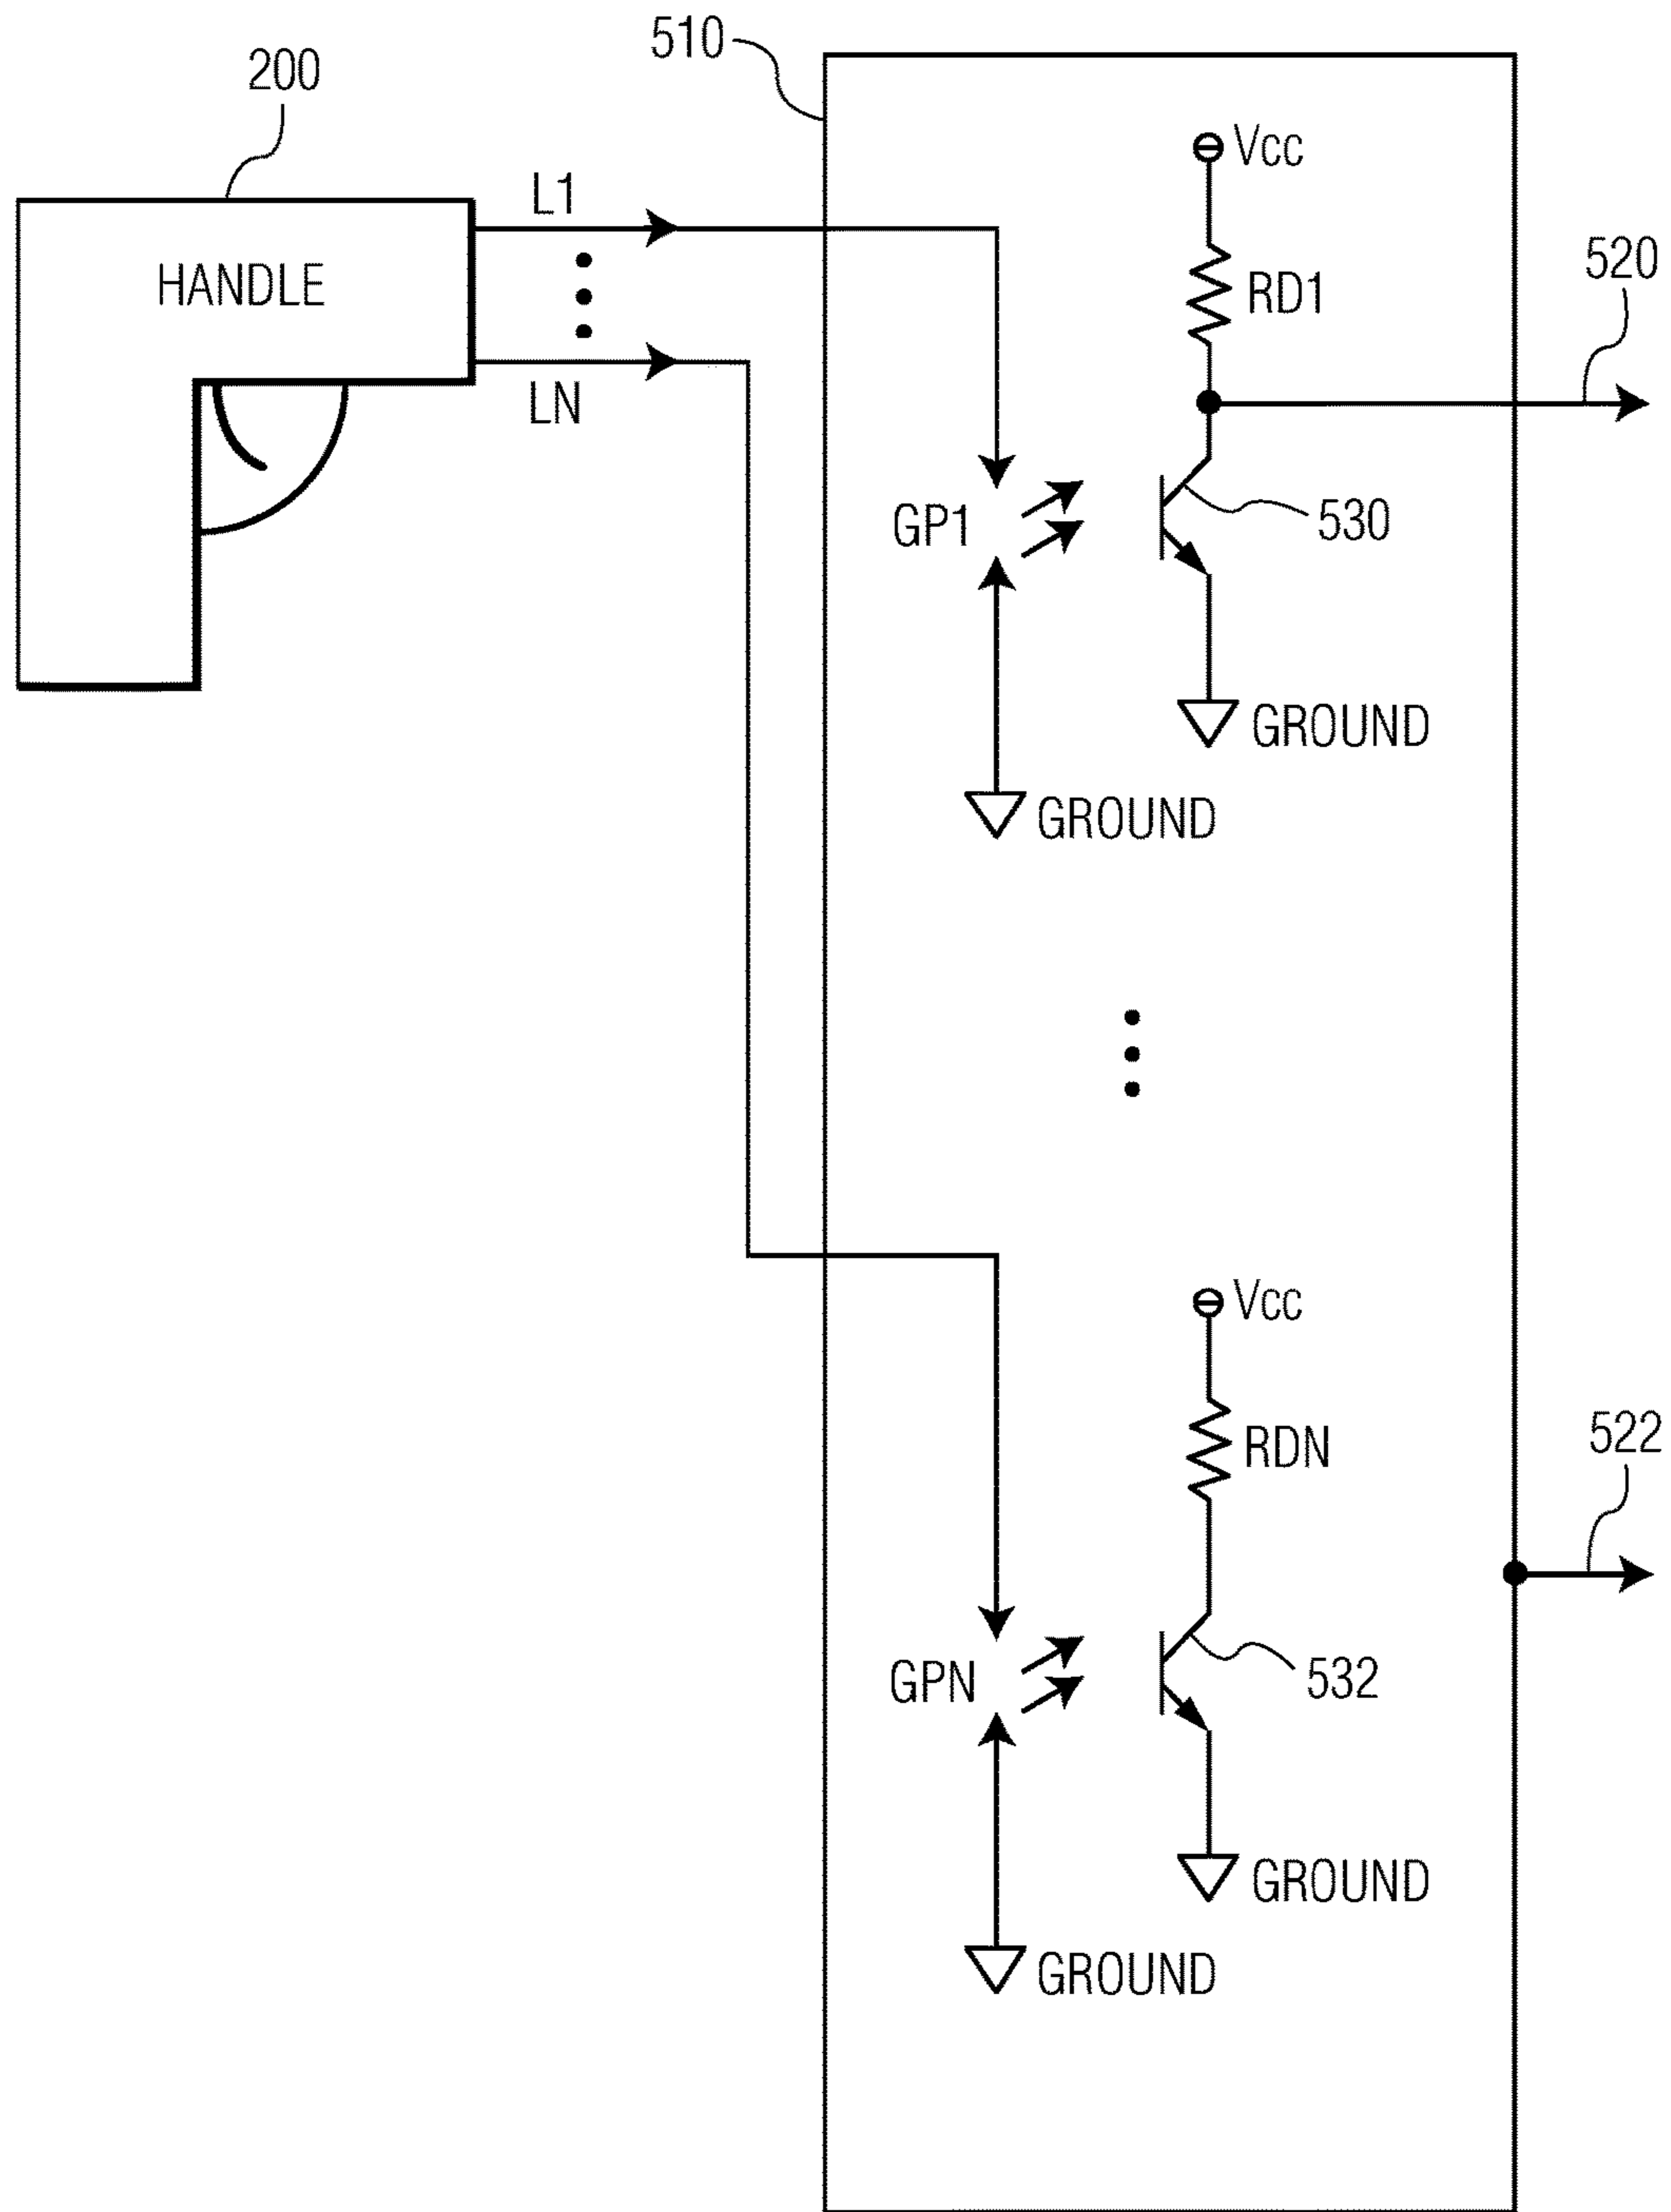 510
200
Vcc
L1
520
HANDLE
RD1
LN
GP1
530
GROUND
GROUND
Vcc
522
RDN
GPN
532
GROUND
GROUND